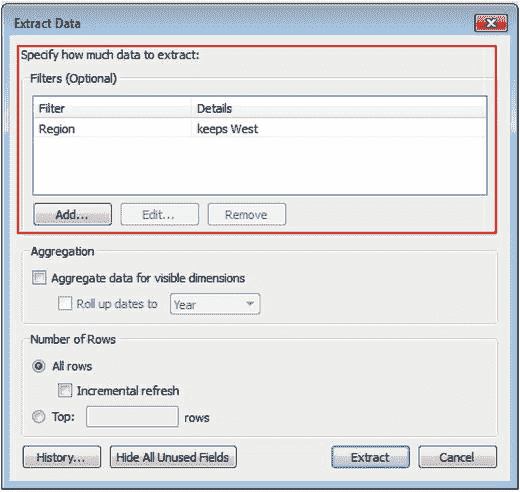 Extract Data
Specify how much data to extract:
Filters (Optional)
Filter Details
Region keeps West
Add... Edit... Remove
Aggregation
Aggregate data for visible dimensions
Roll up dates to Year
Number of Rows
All rows
Incremental refresh
Top: rows
History... Hide All Unused Fields Extract Cancel